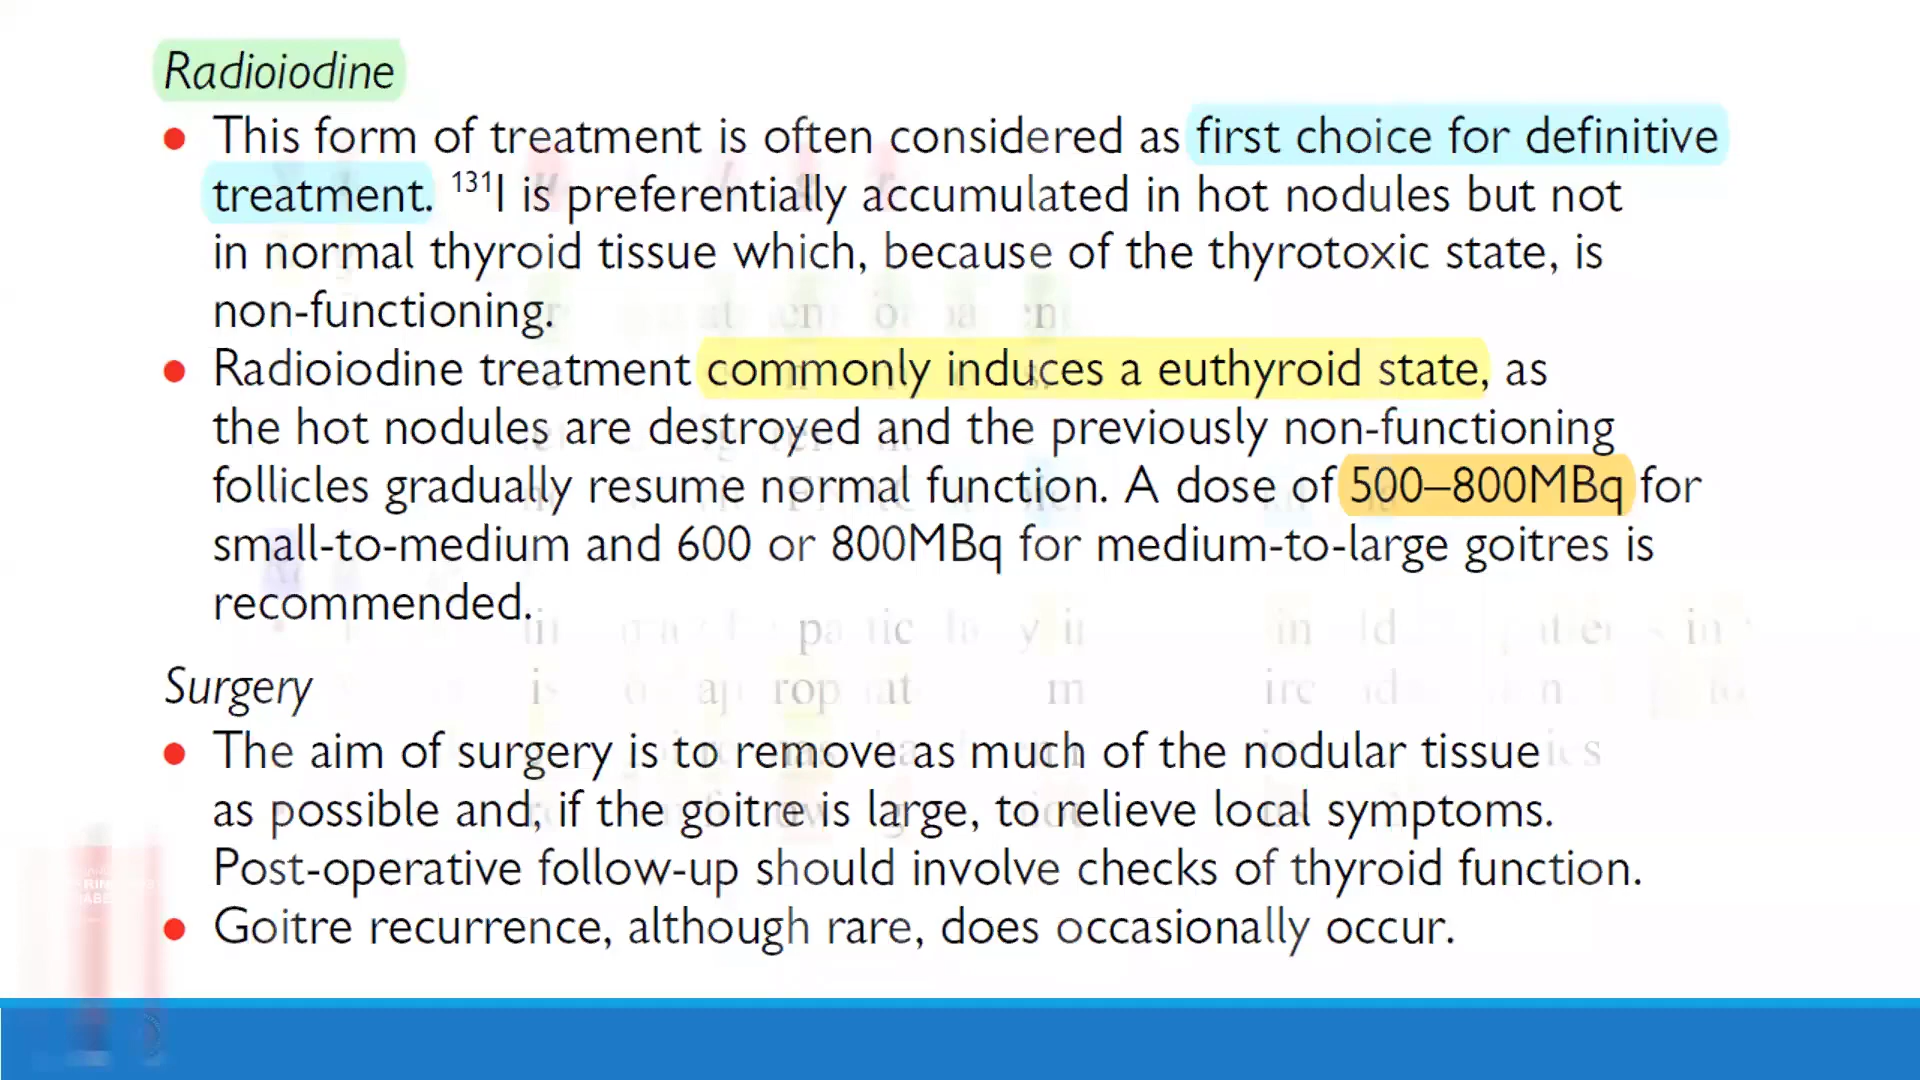 Radioiodine
• This form of treatment is often considered as first choice for definitive
treatment. ¹³¹I is preferentially accumulated in hot nodules but not
in normal thyroid tissue which, because of the thyrotoxic state, is
non-functioning.
• Radioiodine treatment commonly induces a euthyroid state, as
the hot nodules are destroyed and the previously non-functioning
follicles gradually resume normal function. A dose of 500–800MBq for
small-to-medium and 600 or 800MBq for medium-to-large goitres is
recommended.
Surgery
• The aim of surgery is to remove as much of the nodular tissue
as possible and, if the goitre is large, to relieve local symptoms.
Post-operative follow-up should involve checks of thyroid function.
• Goitre recurrence, although rare, does occasionally occur.